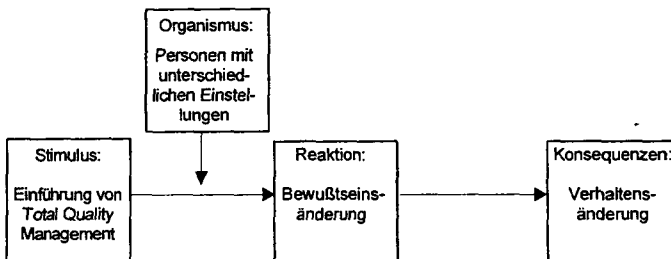 Organismus:
Personen mit
unterschied-
lichen Einstel-
lungen
Stimulus:
Einführung von
Total Quality
Management
Reaktion:
Bewußtseins-
änderung
Konsequenzen:
Verhaltens-
änderung